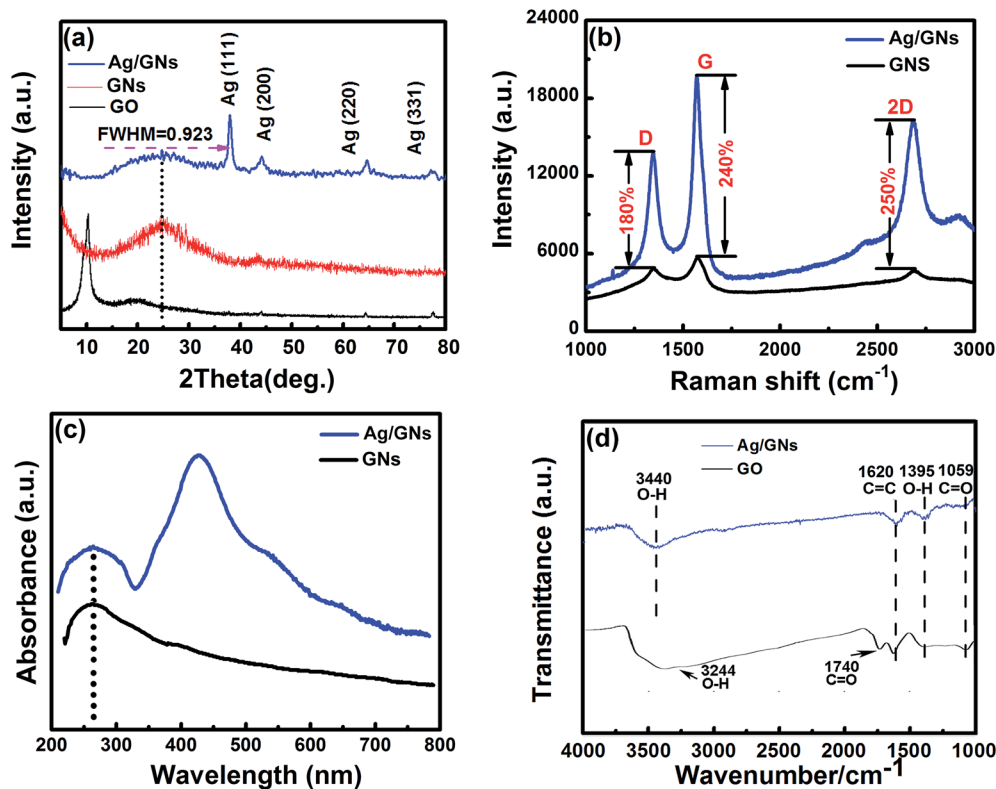 (a)
Ag/GNs
GNs
GO
FWHM=0.923
Ag (111)
Ag (200)
Ag (220)
Ag (331)
Intensity (a.u.)
10 20 30 40 50 60 70 80
2Theta(deg.)
(b)
Ag/GNs
GNS
24000
18000
12000
6000
0
Intensity (a.u.)
D
G
2D
180%
240%
250%
1000 1500 2000 2500 3000
Raman shift (cm⁻¹)
(c)
Ag/GNs
GNs
Absorbance (a.u.)
200 300 400 500 600 700 800
Wavelength (nm)
(d)
Ag/GNs
GO
Transmittance (a.u.)
3440
O-H
1620 1395 1059
C=C O-H C=O
3244
O-H
1740
C=O
4000 3500 3000 2500 2000 1500 1000
Wavenumber/cm⁻¹